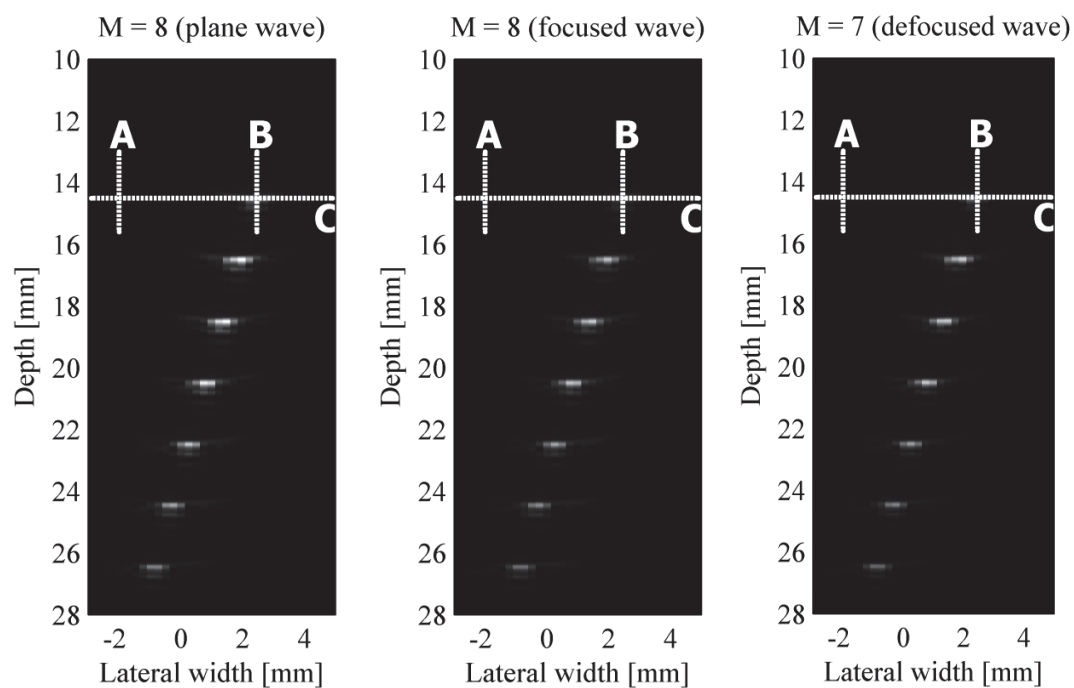 M = 8 (plane wave)
10
12
14
16
18
20
22
24
26
28
Depth [mm]
A
B
C
-2 0 2 4
Lateral width [mm]
M = 8 (focused wave)
10
12
14
16
18
20
22
24
26
28
Depth [mm]
A
B
C
-2 0 2 4
Lateral width [mm]
M = 7 (defocused wave)
10
12
14
16
18
20
22
24
26
28
Depth [mm]
A
B
C
-2 0 2 4
Lateral width [mm]